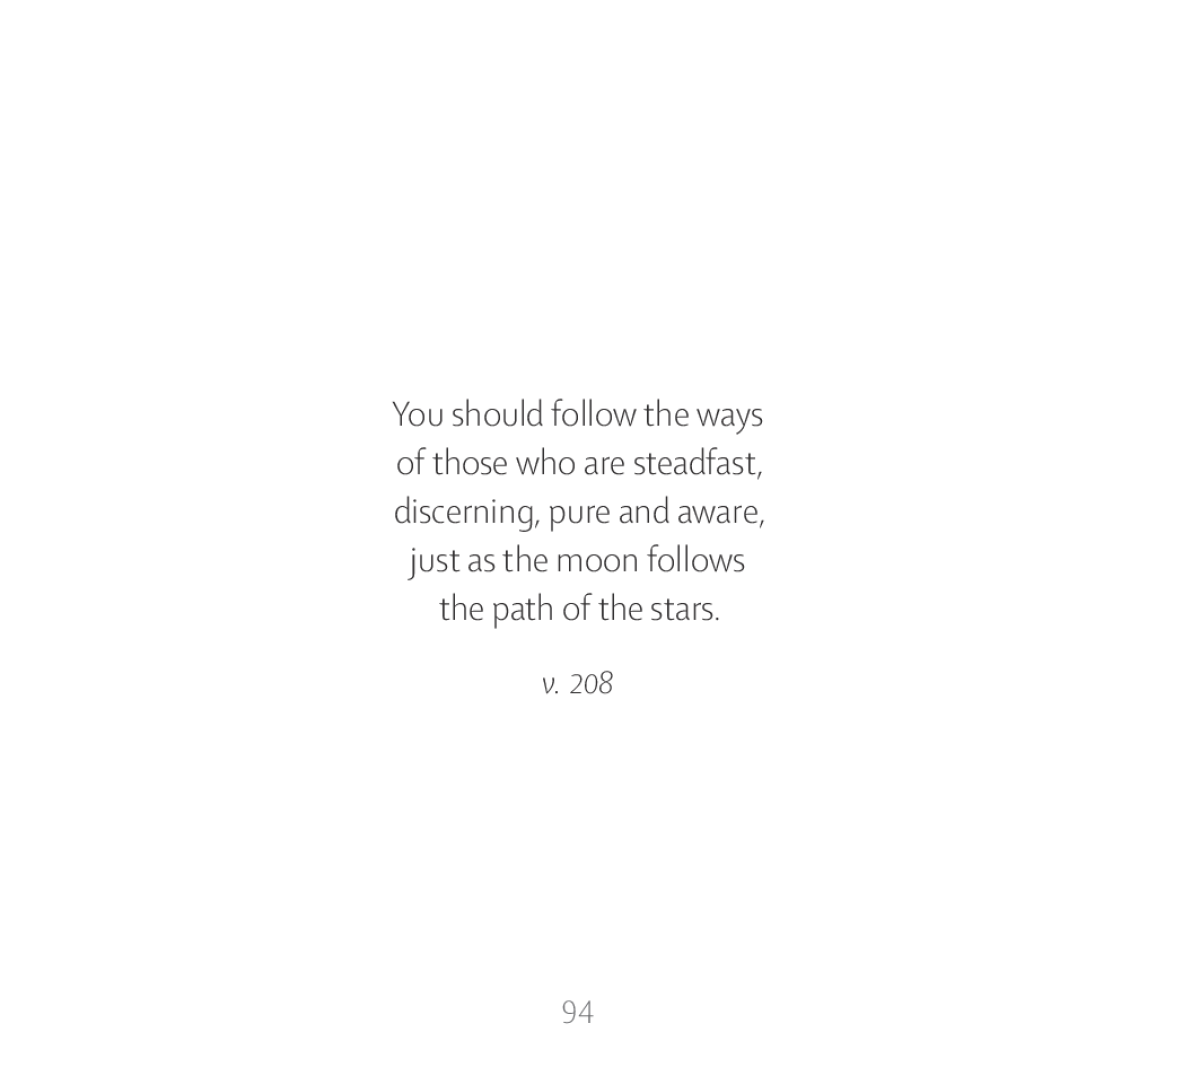 You should follow the ways
of those who are steadfast,
discerning, pure and aware,
just as the moon follows
the path of the stars.
v. 208
94